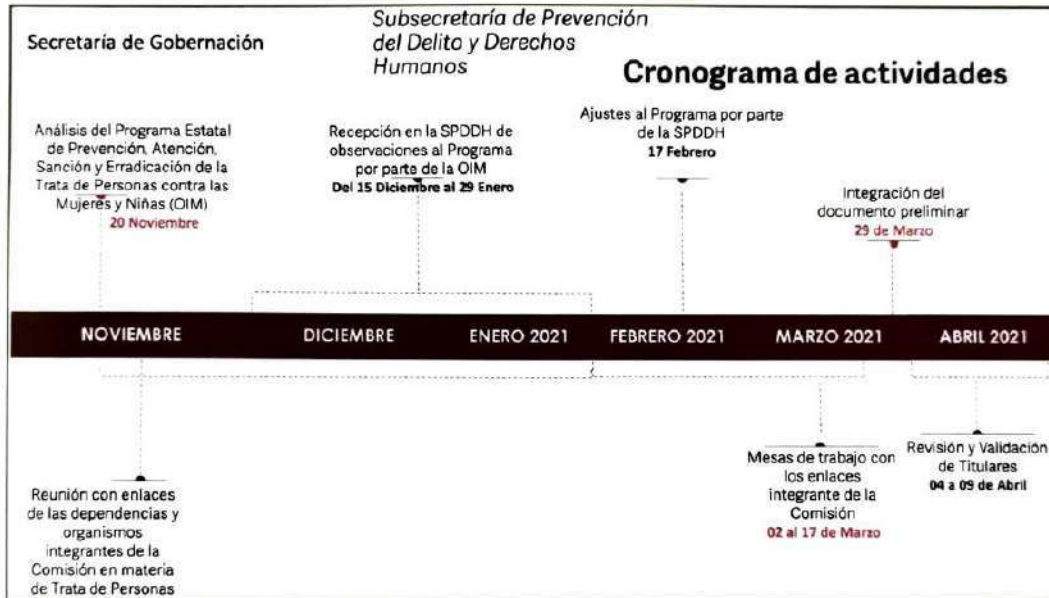 Secretaría de Gobernación
Subsecretaría de Prevención
del Delito y Derechos
Humanos
Cronograma de actividades
Análisis del Programa Estatal
de Prevención, Atención,
Sanción y Erradicación de la
Trata de Personas contra las
Mujeres y Niñas (OIM)
20 Noviembre
Recepción en la SPDDH de
observaciones al Programa
por parte de la OIM
Del 15 Diciembre al 29 Enero
Ajustes al Programa por parte
de la SPDDH
17 Febrero
Integración del
documento preliminar
29 de Marzo
NOVIEMBRE
DICIEMBRE
ENERO 2021
FEBRERO 2021
MARZO 2021
ABRIL 2021
Reunión con enlaces
de las dependencias y
organismos
integrantes de la
Comisión en materia
de Trata de Personas
Mesas de trabajo con
los enlaces
integrante de la
Comisión
02 al 17 de Marzo
Revisión y Validación
de Titulares
04 a 09 de Abril